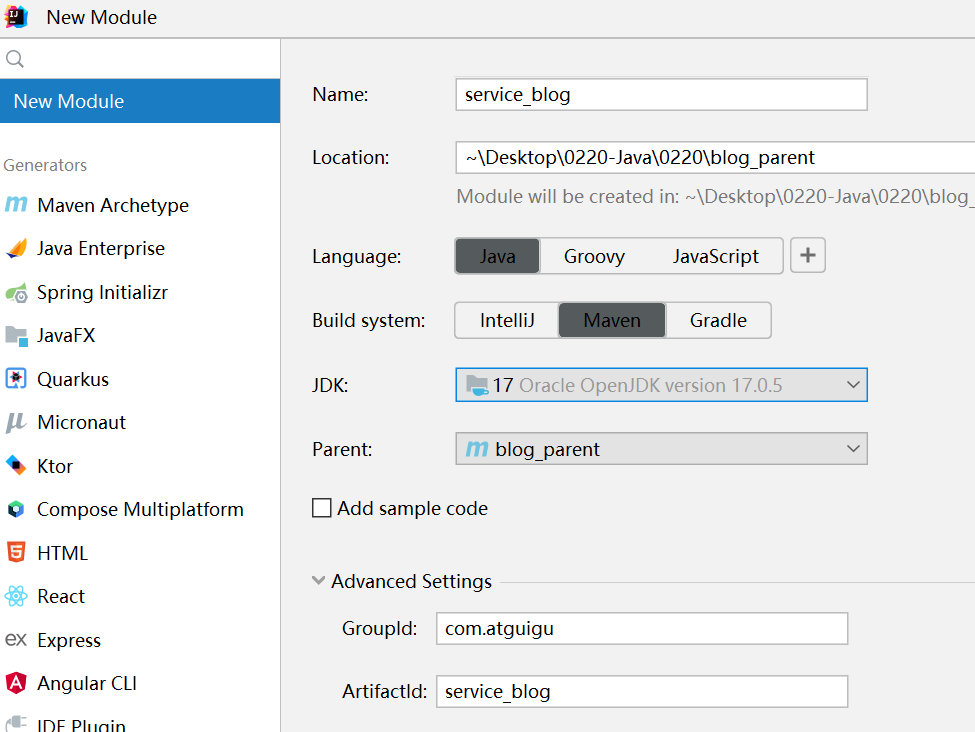 New Module
New Module
Generators
Maven Archetype
Java Enterprise
Spring Initializr
JavaFX
Quarkus
Micronaut
Ktor
Compose Multiplatform
HTML
React
ex Express
Angular CLI
IDE Plugin
Name: service_blog
Location: ~\Desktop\0220-Java\0220\blog_parent
Module will be created in: ~\Desktop\0220-Java\0220\blog_
Language: Java Groovy JavaScript +
Build system: IntelliJ Maven Gradle
JDK: 17 Oracle OpenJDK version 17.0.5
Parent: m blog_parent
Add sample code
Advanced Settings
GroupId: com.atguigu
ArtifactId: service_blog